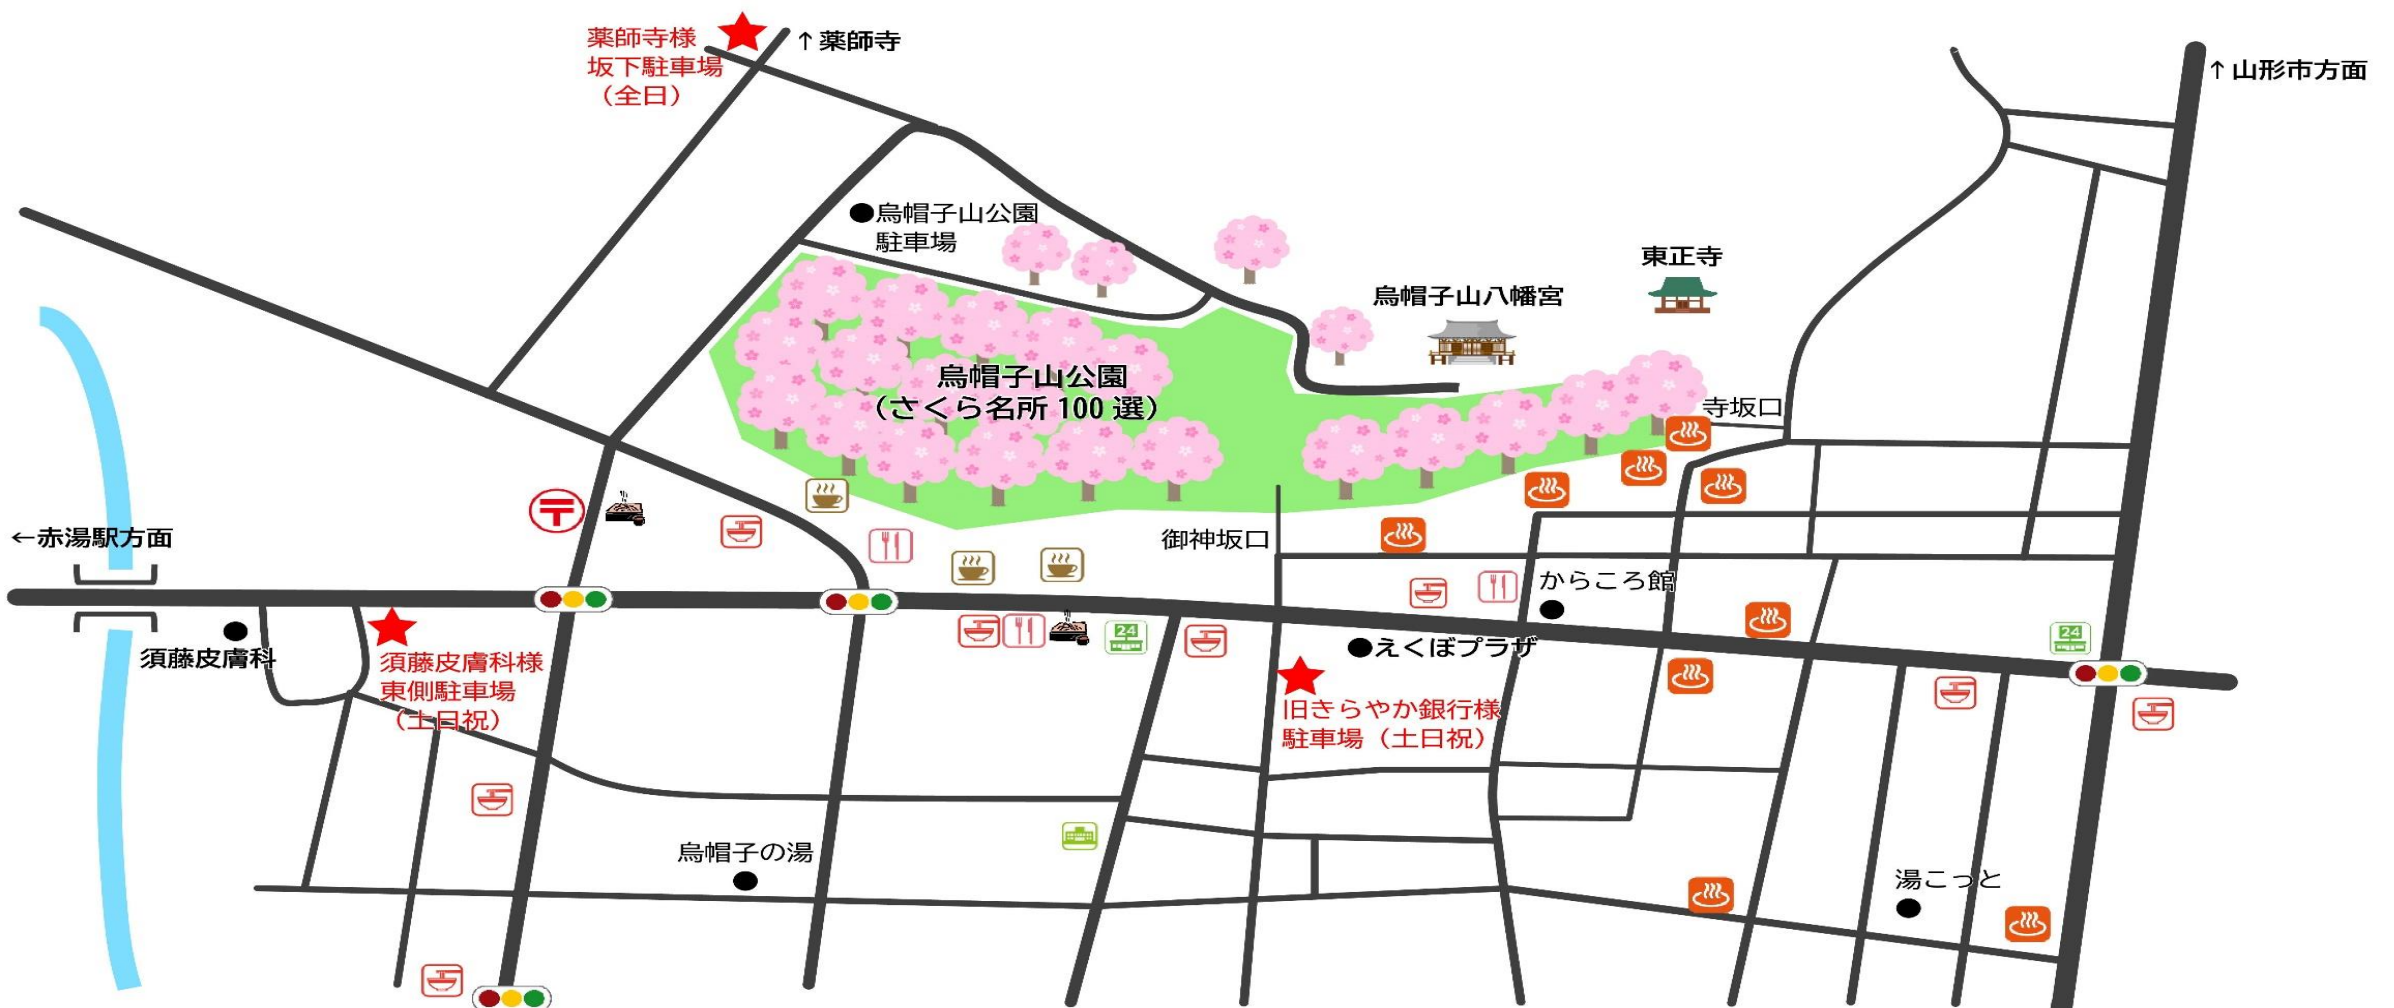 薬師寺様
坂下駐車場
（全日）
↑薬師寺
↑山形市方面
烏帽子山公園
駐車場
東正寺
烏帽子山八幡宮
烏帽子山公園
（さくら名所100選）
寺坂口
←赤湯駅方面
御神坂口
からころ館
須藤皮膚科
須藤皮膚科様
東側駐車場
（土日祝）
24
えくぼプラザ
24
旧きらやか銀行様
駐車場（土日祝）
烏帽子の湯
湯こっと